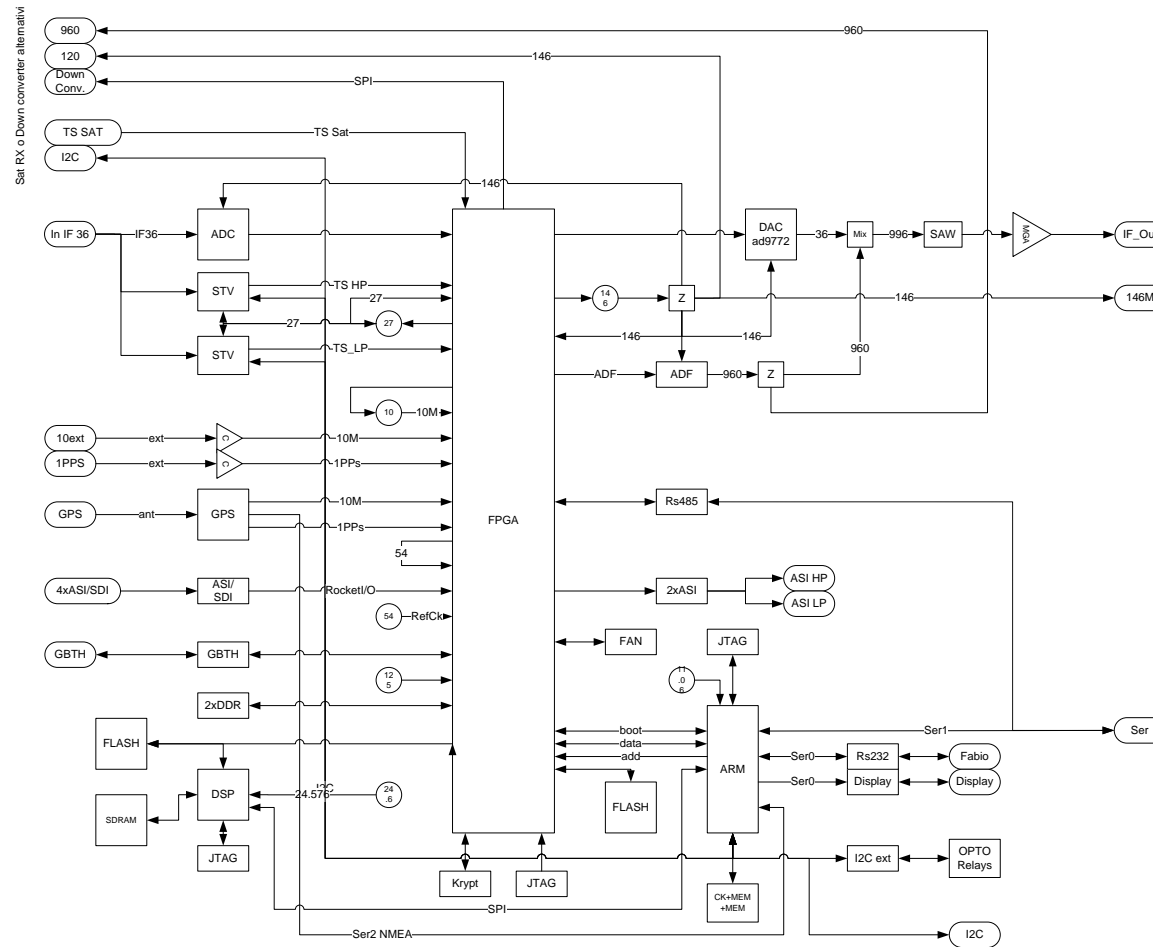 Sat RX o Down converter alternativi
960
960
120
146
Down
Conv.
SPI
TS SAT
TS Sat
I2C
146
In IF 36
IF36
ADC
DAC
ad9772
36
Mix
996
SAW
MGA
IF_Ou
STV
TS HP
27
14
6
Z
146
146M
27
27
146
146
STV
TS_LP
960
ADF
ADF
960
Z
10
10M
10ext
ext
C
10M
1PPS
ext
C
1PPs
GPS
ant
GPS
10M
1PPs
FPGA
Rs485
54
4xASI/SDI
ASI/
SDI
RocketI/O
2xASI
ASI HP
ASI LP
54
RefCk
FAN
JTAG
GBTH
GBTH
12
5
11
.0
6
2xDDR
FLASH
boot
data
add
ARM
Ser1
Ser
Ser0
Rs232
Fabio
Ser0
Display
Display
DSP
I2C
24.576
24
.6
FLASH
SDRAM
JTAG
I2C ext
OPTO
Relays
Krypt
JTAG
CK+MEM
+MEM
SPI
Ser2 NMEA
I2C